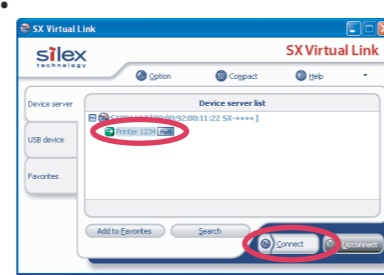 SX Virtual Link
silex
technology
SX Virtual Link
Option
Compact
Help
Device server
Device server list
USB device
Printer 1234 Full
Favorites
Add to Favorites
Search
Connect
Disconnect